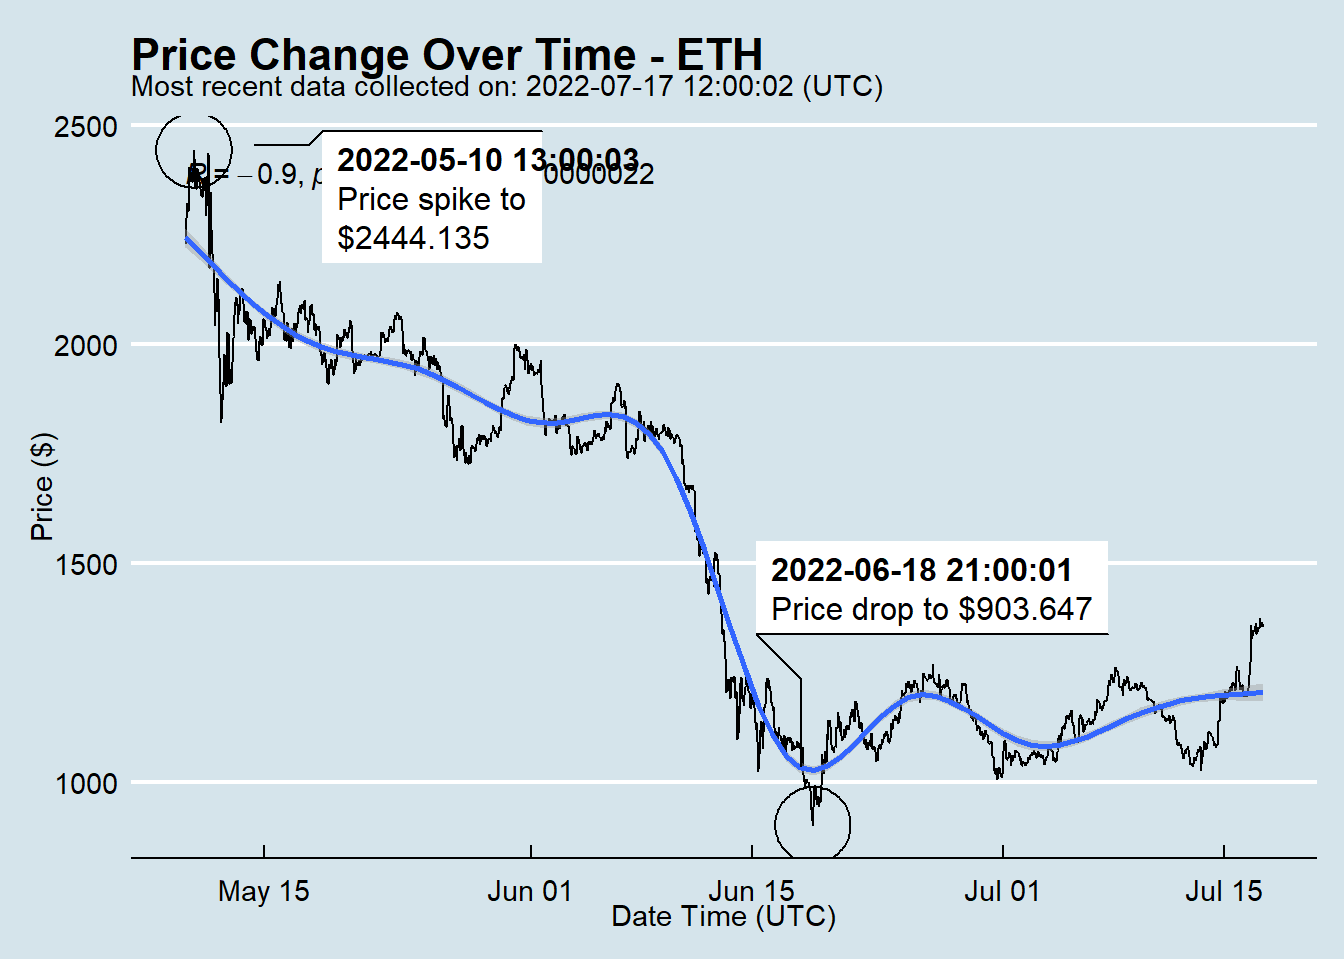 Price Change Over Time - ETH
Most recent data collected on: 2022-07-17 12:00:02 (UTC)
2500
2000
1500
1000
Price ($)
R = −0.9, p
0000022
2022-05-10 13:00:03
Price spike to
$2444.135
2022-06-18 21:00:01
Price drop to $903.647
May 15
Jun 01
Jun 15
Jul 01
Jul 15
Date Time (UTC)